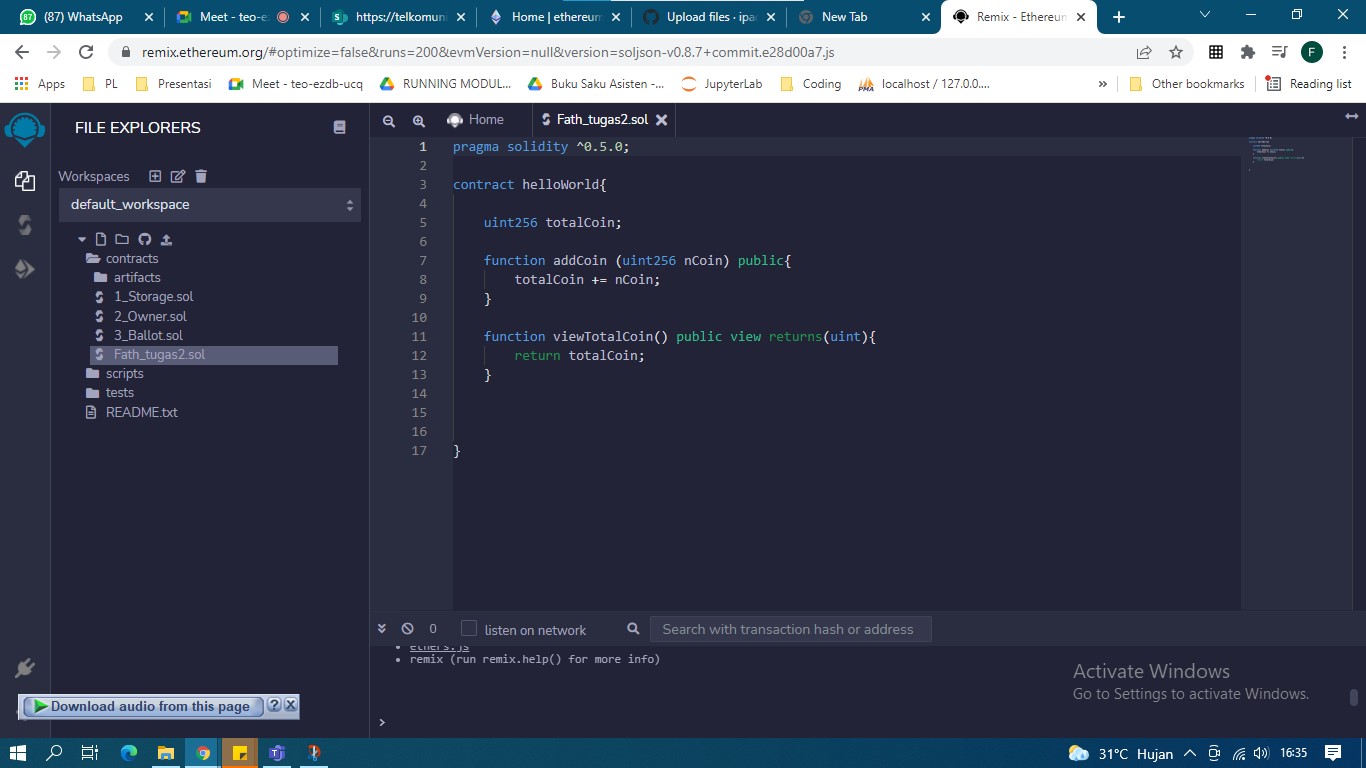 (87) WhatsApp
Meet - teo-ez
https://telkomuni
Home | ethereum
Upload files · ipa
New Tab
Remix - Ethereum
remix.ethereum.org/#optimize=false&runs=200&evmVersion=null&version=soljson-v0.8.7+commit.e28d00a7.js
F
Apps
PL
Presentasi
Meet - teo-ezdb-ucq
RUNNING MODUL...
Buku Saku Asisten -...
JupyterLab
Coding
localhost / 127.0.0....
»
Other bookmarks
Reading list
FILE EXPLORERS
Home
Fath_tugas2.sol
Workspaces
default_workspace
contracts
artifacts
1_Storage.sol
2_Owner.sol
3_Ballot.sol
Fath_tugas2.sol
scripts
tests
README.txt
1 pragma solidity ^0.5.0;
2
3 contract helloWorld{
4
5 uint256 totalCoin;
6
7 function addCoin (uint256 nCoin) public{
8 totalCoin += nCoin;
9 }
10
11 function viewTotalCoin() public view returns(uint){
12 return totalCoin;
13 }
14
15
16
17 }
0
listen on network
Search with transaction hash or address
• ethers.js
• remix (run remix.help() for more info)
>
Activate Windows
Go to Settings to activate Windows.
Download audio from this page
?
31°C Hujan
16:35